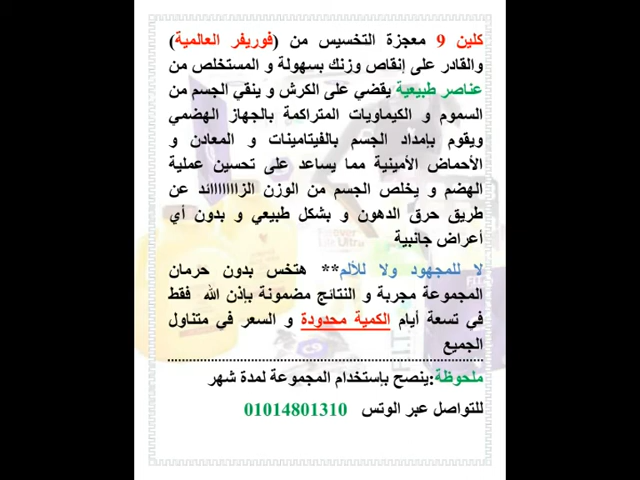 كلين 9 معجزة التخسيس من (فوريفر العالمية)
والقادر على إنقاص وزنك بسهولة و المستخلص من
عناصر طبيعية يقضي على الكرش و ينقي الجسم من
السموم و الكيماويات المتراكمة بالجهاز الهضمي
ويقوم بإمداد الجسم بالفيتامينات و المعادن و
الأحماض الأمينية مما يساعد على تحسين عملية
الهضم و يخلص الجسم من الوزن الزااااااائد عن
طريق حرق الدهون و بشكل طبيعي و بدون أي
أعراض جانبية
لا للمجهود ولا للألم** هتخس بدون حرمان
المجموعة مجربة و النتائج مضمونة بإذن الله فقط
في تسعة أيام الكمية محدودة و السعر في متناول
الجميع
ملحوظة:ينصح بإستخدام المجموعة لمدة شهر
للتواصل عبر الوتس 01014801310